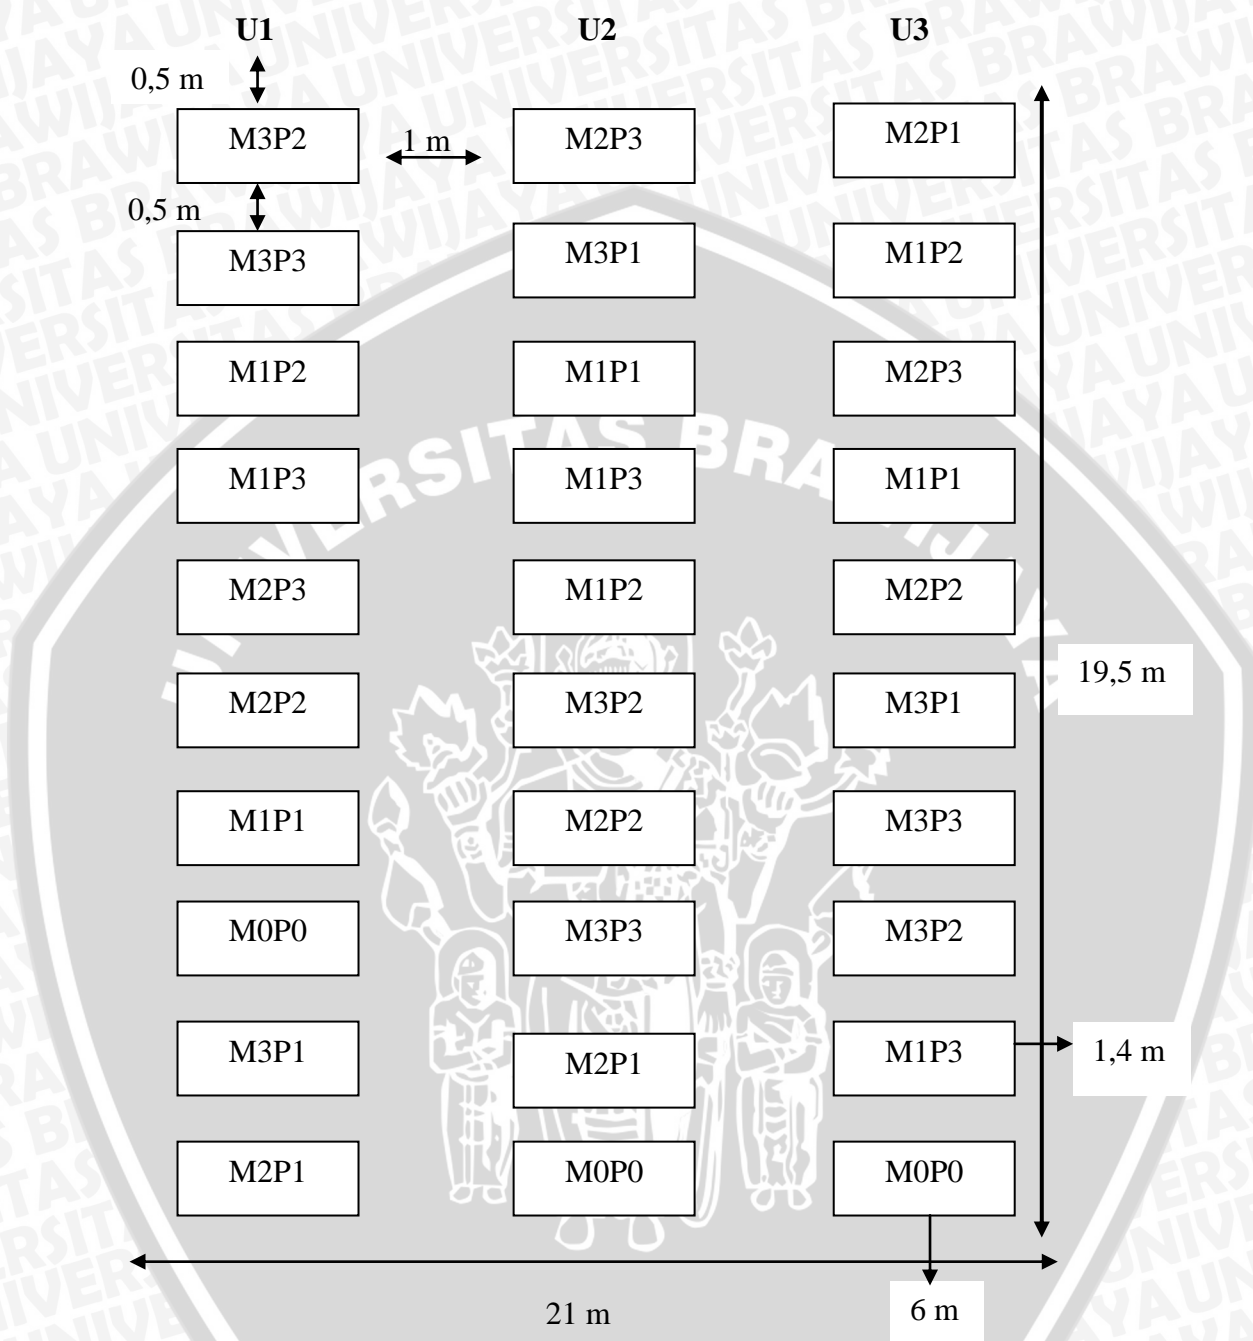 U1 U2 U3
0,5 m
M3P2 1 m M2P3 M2P1
0,5 m
M3P3 M3P1 M1P2
M1P2 M1P1 M2P3
M1P3 M1P3 M1P1
M2P3 M1P2 M2P2
19,5 m
M2P2 M3P2 M3P1
M1P1 M2P2 M3P3
M0P0 M3P3 M3P2
M3P1 M2P1 M1P3 1,4 m
M2P1 M0P0 M0P0
21 m 6 m
UNIVERSITAS BRAWIJAYA